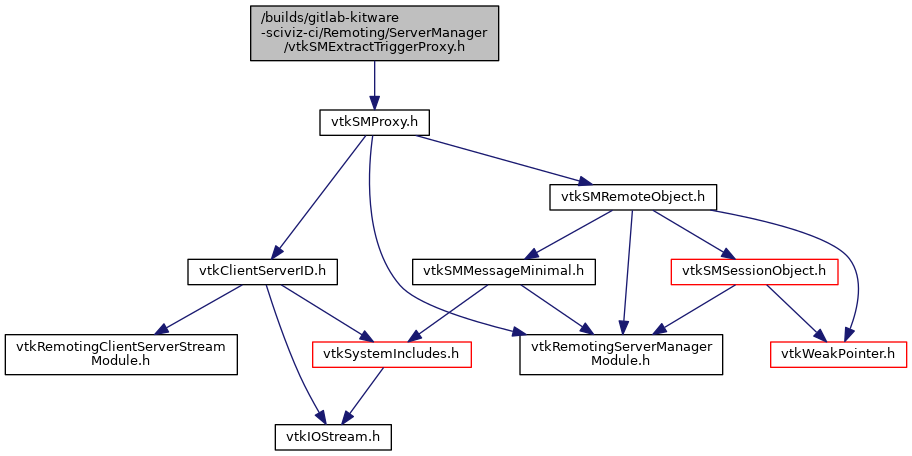 /builds/gitlab-kitware
-sciviz-ci/Remoting/ServerManager
/vtkSMExtractTriggerProxy.h
vtkSMProxy.h
vtkSMRemoteObject.h
vtkClientServerID.h
vtkSMMessageMinimal.h
vtkSMSessionObject.h
vtkRemotingClientServerStream
Module.h
vtkSystemIncludes.h
vtkRemotingServerManager
Module.h
vtkWeakPointer.h
vtkIOStream.h